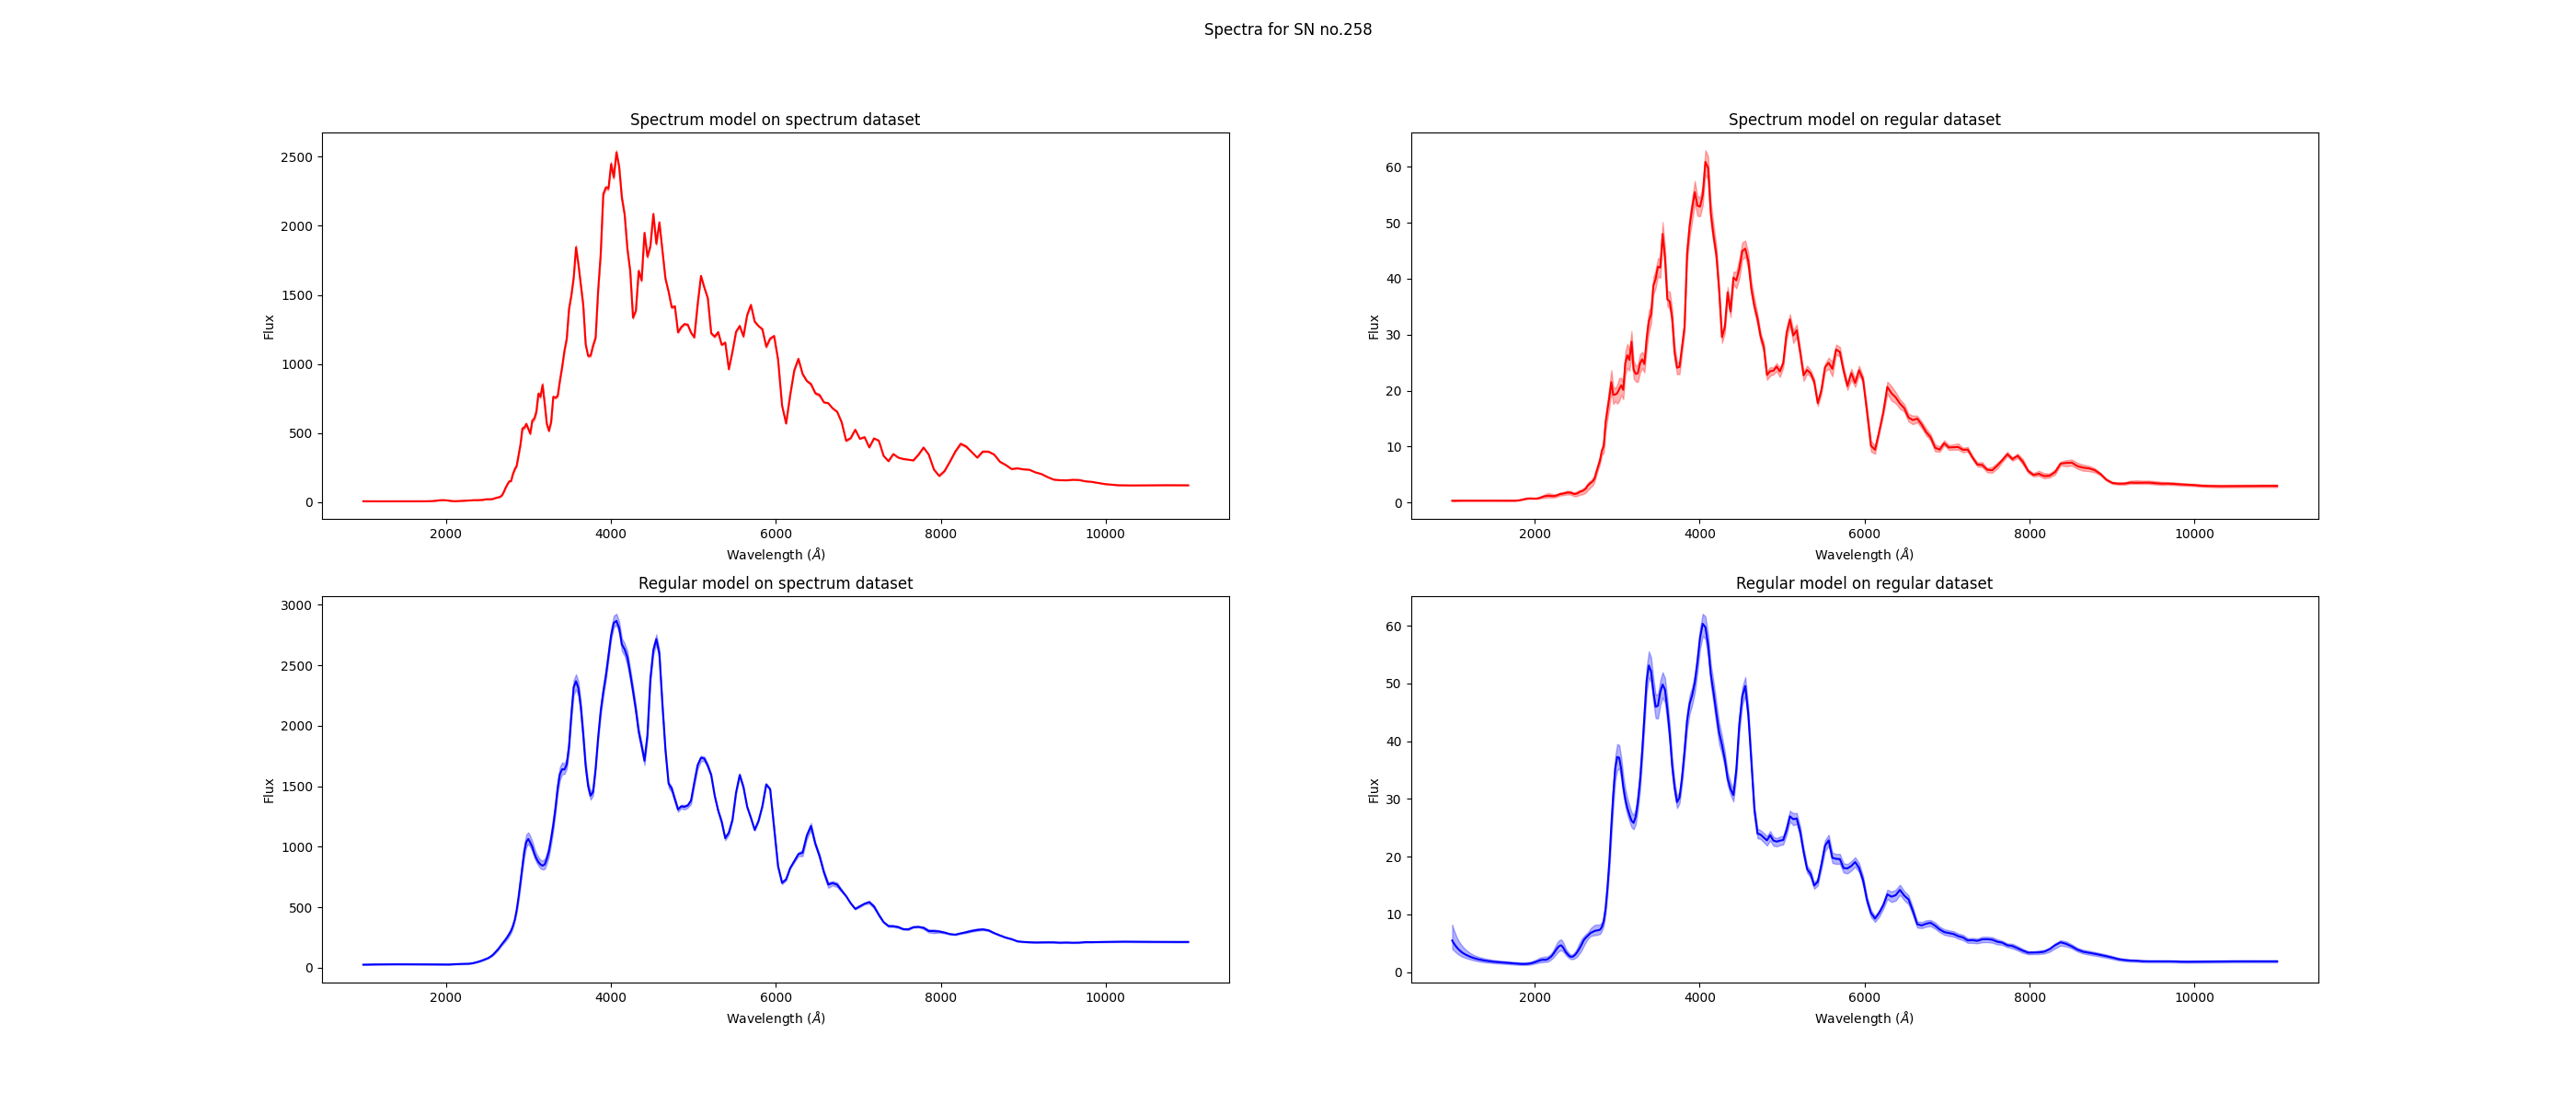 Spectra for SN no.258
Spectrum model on spectrum dataset
Flux
2500
2000
1500
1000
500
0
2000 4000 6000 8000 10000
Wavelength (Å)
Spectrum model on regular dataset
Flux
60
50
40
30
20
10
0
2000 4000 6000 8000 10000
Wavelength (Å)
Regular model on spectrum dataset
Flux
3000
2500
2000
1500
1000
500
0
2000 4000 6000 8000 10000
Wavelength (Å)
Regular model on regular dataset
Flux
60
50
40
30
20
10
0
2000 4000 6000 8000 10000
Wavelength (Å)